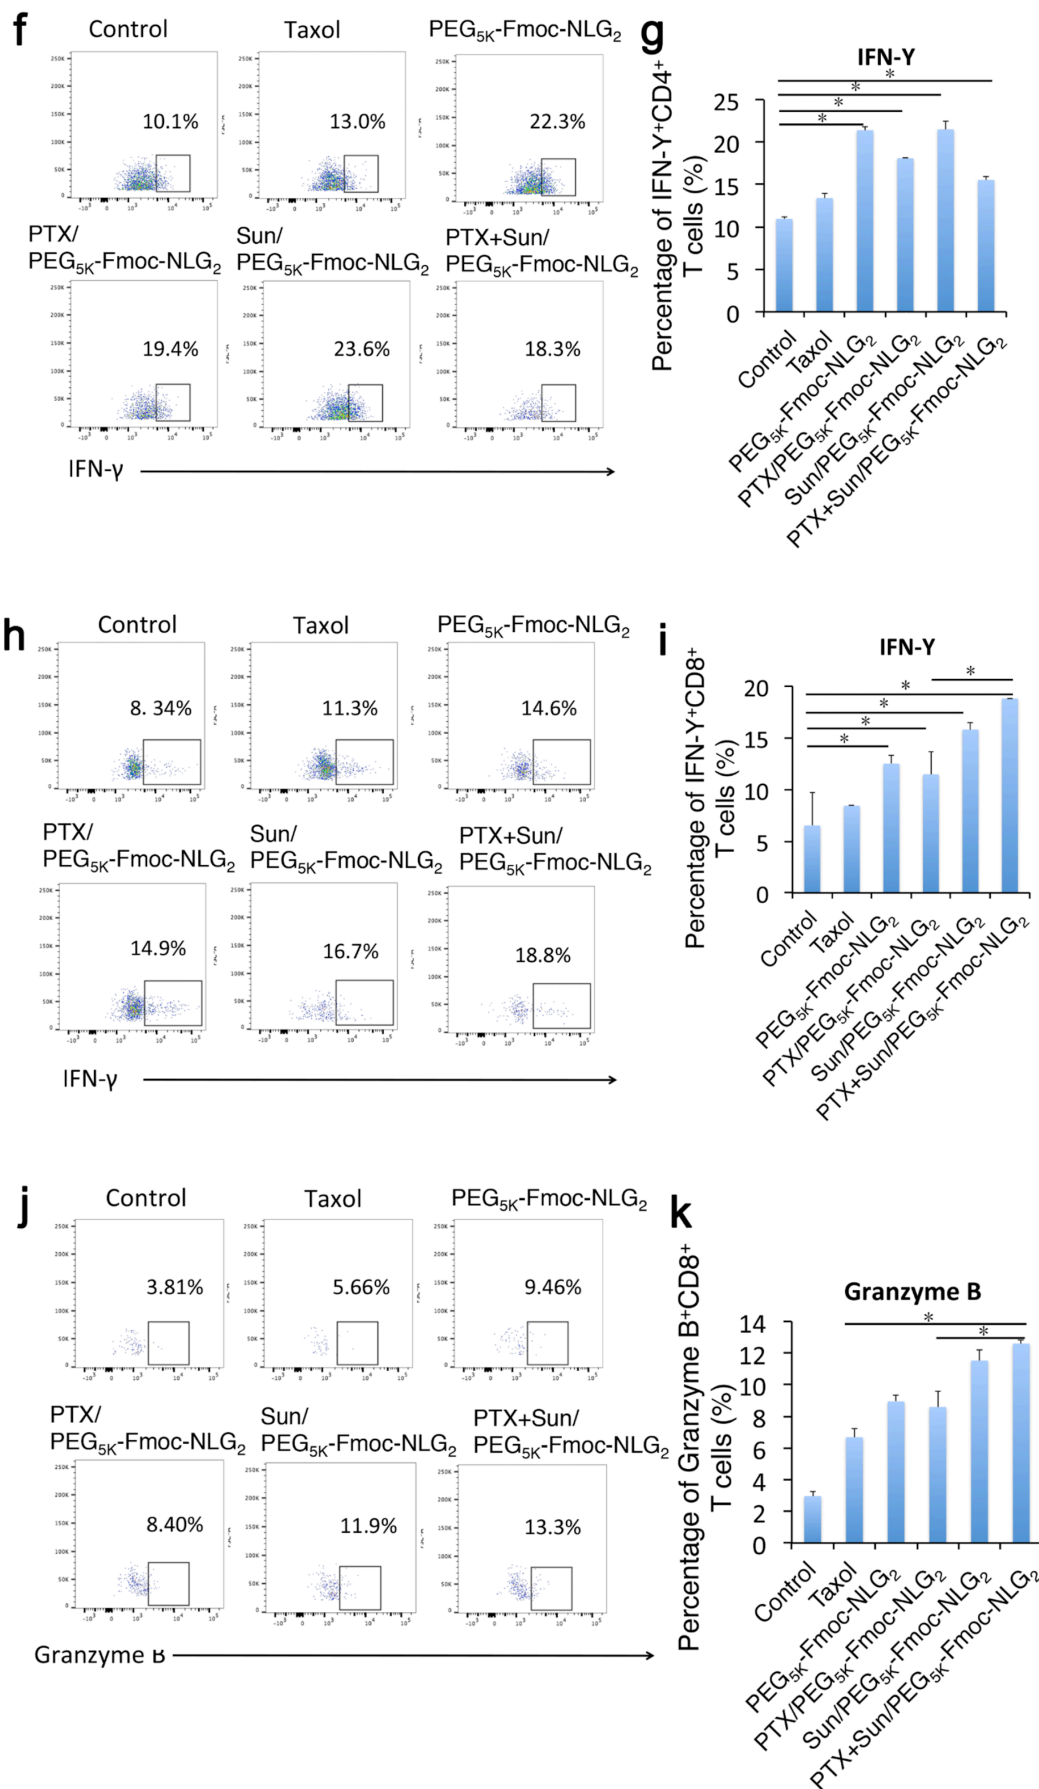 f
Control
Taxol
PEG5K-Fmoc-NLG2
10.1%
13.0%
22.3%
PTX/
PEG5K-Fmoc-NLG2
Sun/
PEG5K-Fmoc-NLG2
PTX+Sun/
PEG5K-Fmoc-NLG2
19.4%
23.6%
18.3%
IFN-γ
g
IFN-Y
* * * *
Percentage of IFN-Y+CD4+
T cells (%)
25
20
15
10
5
0
Control
Taxol
PEG5K-Fmoc-NLG2
PTX/PEG5K-Fmoc-NLG2
Sun/PEG5K-Fmoc-NLG2
PTX+Sun/PEG5K-Fmoc-NLG2
h
Control
Taxol
PEG5K-Fmoc-NLG2
8. 34%
11.3%
14.6%
PTX/
PEG5K-Fmoc-NLG2
Sun/
PEG5K-Fmoc-NLG2
PTX+Sun/
PEG5K-Fmoc-NLG2
14.9%
16.7%
18.8%
IFN-γ
i
IFN-Y
* * * * *
Percentage of IFN-Y+CD8+
T cells (%)
20
15
10
5
0
Control
Taxol
PEG5K-Fmoc-NLG2
PTX/PEG5K-Fmoc-NLG2
Sun/PEG5K-Fmoc-NLG2
PTX+Sun/PEG5K-Fmoc-NLG2
j
Control
Taxol
PEG5K-Fmoc-NLG2
3.81%
5.66%
9.46%
PTX/
PEG5K-Fmoc-NLG2
Sun/
PEG5K-Fmoc-NLG2
PTX+Sun/
PEG5K-Fmoc-NLG2
8.40%
11.9%
13.3%
Granzyme B
k
Granzyme B
* *
Percentage of Granzyme B+CD8+
T cells (%)
14
12
10
8
6
4
2
0
Control
Taxol
PEG5K-Fmoc-NLG2
PTX/PEG5K-Fmoc-NLG2
Sun/PEG5K-Fmoc-NLG2
PTX+Sun/PEG5K-Fmoc-NLG2